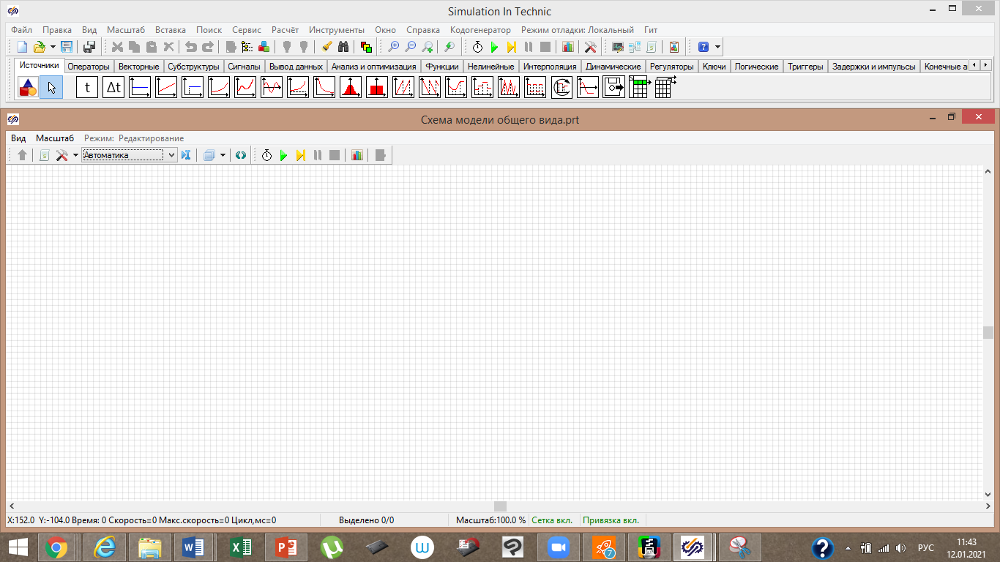 Simulation In Technic
Файл Правка Вид Масштаб Вставка Поиск Сервис Расчёт Инструменты Окно Справка Кодогенератор Режим отладки: Локальный Гит
Источники Операторы Векторные Субструктуры Сигналы Вывод данных Анализ и оптимизация Функции Нелинейные Интерполяция Динамические Регуляторы Ключи Логические Триггеры Задержки и импульсы Конечные а
t Δt
Схема модели общего вида.prt
Вид Масштаб Режим: Редактирование
Автоматика
X:152.0 Y:-104.0 Время: 0 Скорость=0 Макс.скорость=0 Цикл,мс=0 Выделено 0/0 Масштаб:100.0 % Сетка вкл. Привязка вкл.
7
РУС
11:43
12.01.2021